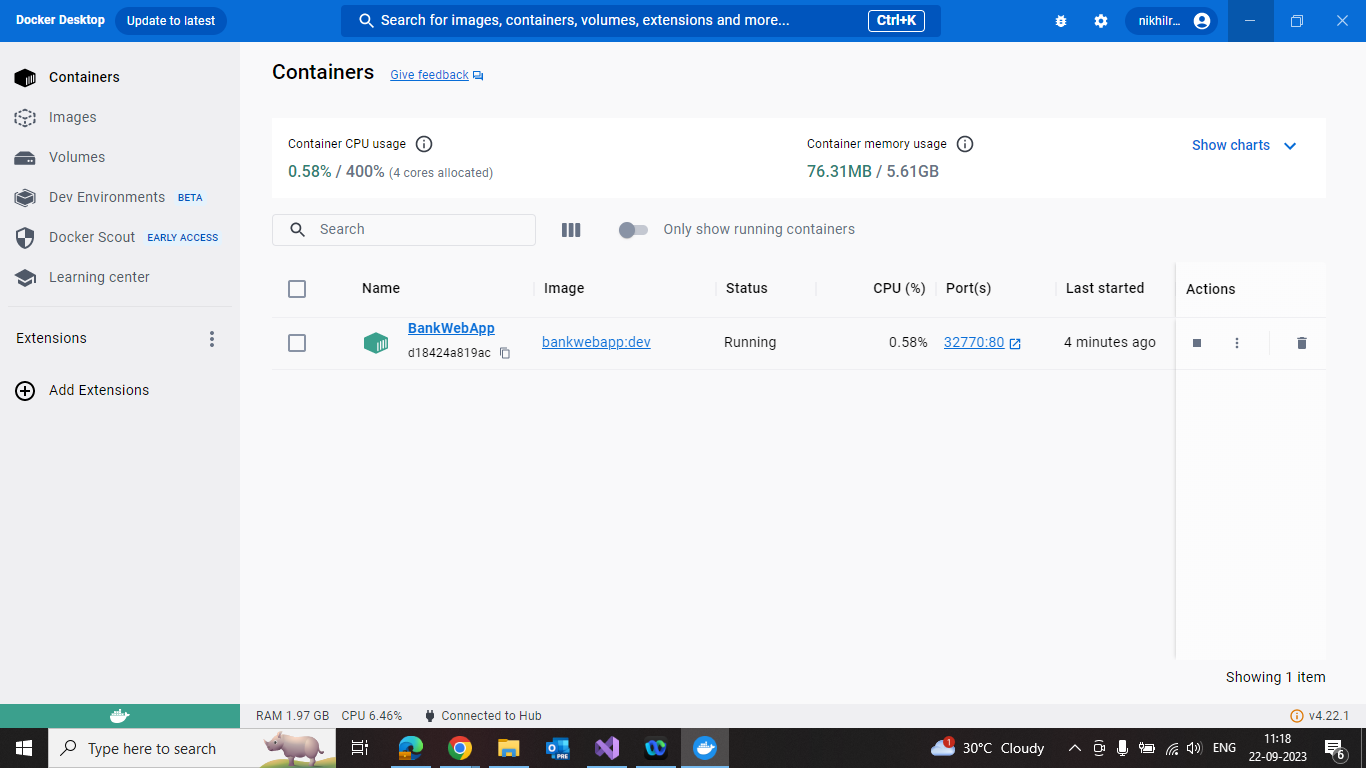 Docker Desktop
Update to latest
Search for images, containers, volumes, extensions and more...
Ctrl+K
nikhilr...
Containers
Images
Volumes
Dev Environments BETA
Docker Scout EARLY ACCESS
Learning center
Extensions
Add Extensions
Containers
Give feedback
Container CPU usage
0.58% / 400% (4 cores allocated)
Container memory usage
76.31MB / 5.61GB
Show charts
Search
Only show running containers
Name Image Status CPU (%) Port(s) Last started Actions
BankWebApp
d18424a819ac
bankwebapp:dev Running 0.58% 32770:80 4 minutes ago
Showing 1 item
RAM 1.97 GB CPU 6.46% Connected to Hub v4.22.1
Type here to search
PRE
1
30°C Cloudy
ENG
11:18
22-09-2023
6